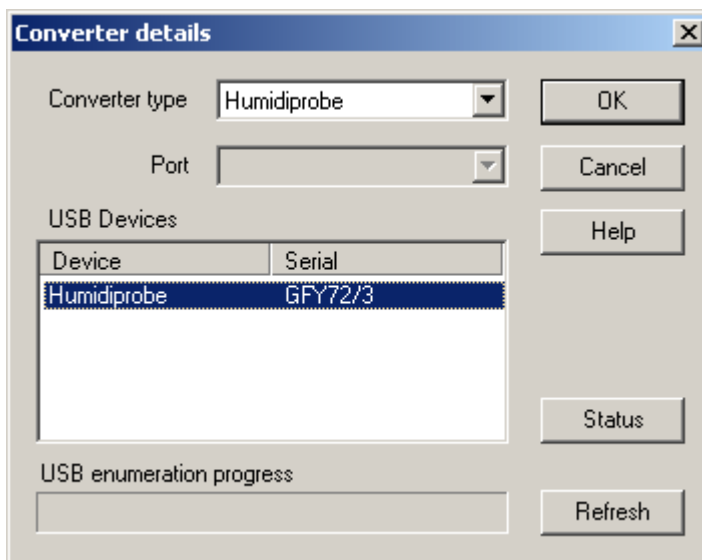 Converter details
Converter type Humidiprobe OK
Port Cancel
USB Devices
Help
Device Serial
Humidiprobe GFY72/3
Status
USB enumeration progress
Refresh